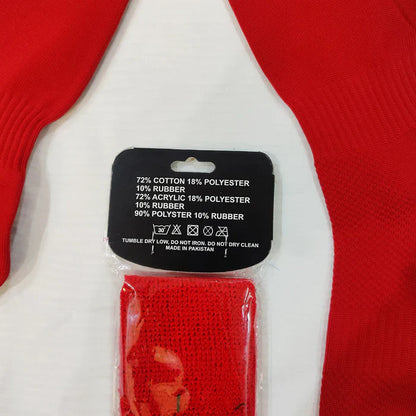 72% COTTON 18% POLYESTER
10% RUBBER
72% ACRYLIC 18% POLYESTER
10% RUBBER
90% POLYSTER 10% RUBBER
30°
TUMBLE DRY LOW, DO NOT IRON. DO NOT DRY CLEAN
MADE IN PAKISTAN